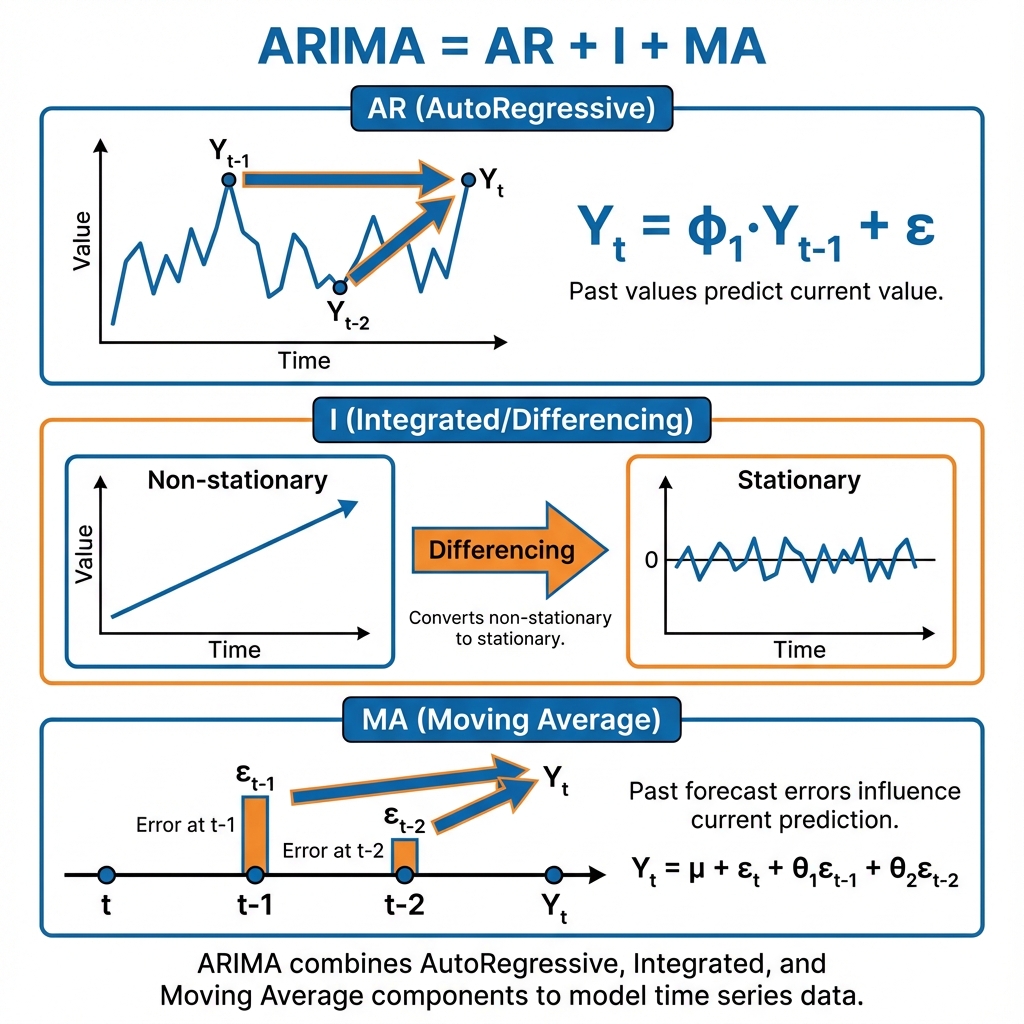 ARIMA = AR + I + MA
AR (AutoRegressive)
Value
Yt-1
Yt
Yt-2
Time
Yt = ϕ1·Yt-1 + ε
Past values predict current value.
I (Integrated/Differencing)
Non-stationary
Value
Time
Differencing
Converts non-stationary
to stationary.
Stationary
0
Time
MA (Moving Average)
εt-1
Error at t-1
εt-2
Error at t-2
Yt
t
t-1
t-2
Yt
Past forecast errors influence
current prediction.
Yt = μ + εt + θ1εt-1 + θ2εt-2
ARIMA combines AutoRegressive, Integrated, and
Moving Average components to model time series data.